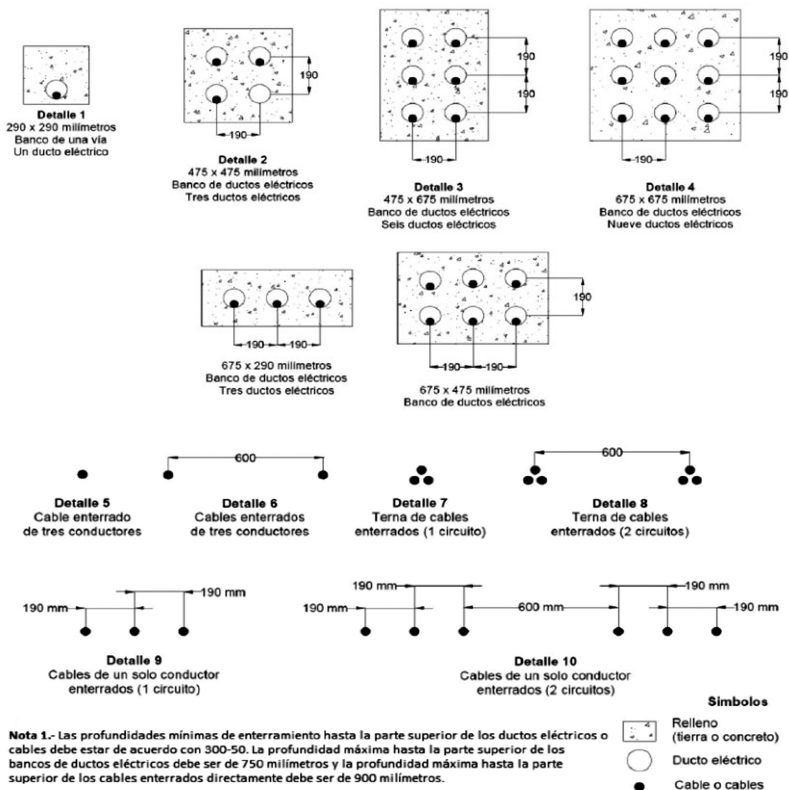 Detalle 1
290 x 290 milímetros
Banco de una vía
Un ducto eléctrico
190
190
Detalle 2
475 x 475 milímetros
Banco de ductos eléctricos
Tres ductos eléctricos
190
190
190
Detalle 3
475 x 675 milímetros
Banco de ductos eléctricos
Seis ductos eléctricos
190
190
190
Detalle 4
675 x 675 milímetros
Banco de ductos eléctricos
Nueve ductos eléctricos
190
190
675 x 290 milímetros
Banco de ductos eléctricos
Tres ductos eléctricos
190
190
190
675 x 475 milímetros
Banco de ductos eléctricos
Detalle 5
Cable enterrado
de tres conductores
600
Detalle 6
Cables enterrados
de tres conductores
Detalle 7
Terna de cables
enterrados (1 circuito)
600
Detalle 8
Terna de cables
enterrados (2 circuitos)
190 mm
190 mm
Detalle 9
Cables de un solo conductor
enterrados (1 circuito)
190 mm
190 mm
600 mm
190 mm
190 mm
Detalle 10
Cables de un solo conductor
enterrados (2 circuitos)
Simbolos
Relleno
(tierra o concreto)
Ducto eléctrico
Cable o cables
Nota 1.- Las profundidades mínimas de enterramiento hasta la parte superior de los ductos eléctricos o
cables debe estar de acuerdo con 300-50. La profundidad máxima hasta la parte superior de los
bancos de ductos eléctricos debe ser de 750 milímetros y la profundidad máxima hasta la parte
superior de los cables enterrados directamente debe ser de 900 milímetros.